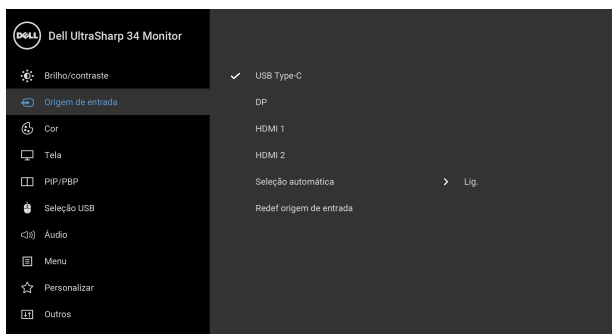 DELL Dell UltraSharp 34 Monitor
Brilho/contraste
Origem de entrada
Cor
Tela
PIP/PBP
Seleção USB
Áudio
Menu
Personalizar
Outros
USB Type-C
DP
HDMI 1
HDMI 2
Seleção automática Lig.
Redef origem de entrada